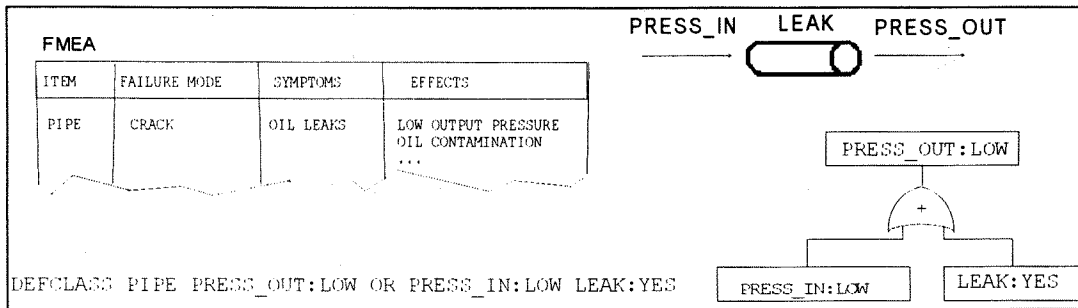 FMEA
ITEM FAILURE MODE SYMPTOMS EFFECTS
PIPE CRACK OIL LEAKS LOW OUTPUT PRESSURE
OIL CONTAMINATION
...
PRESS_IN LEAK PRESS_OUT
PRESS_OUT:LOW
+
PRESS_IN:LOW LEAK:YES
DEFCLASS PIPE PRESS_OUT:LOW OR PRESS_IN:LOW LEAK:YES